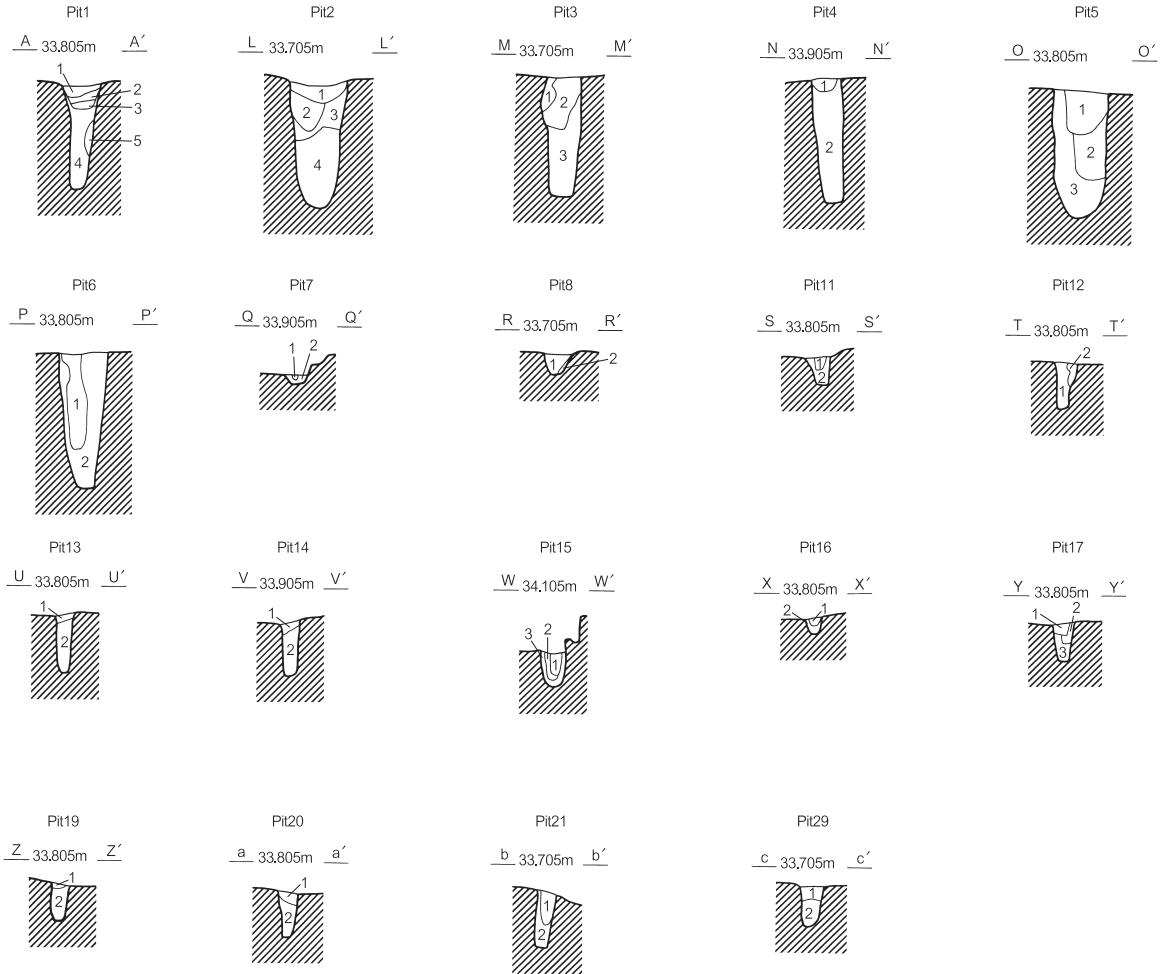 Pit1
A 33.805m A´
1
2
3
5
4
Pit2
L 33.705m L´
1
2
3
4
Pit3
M 33.705m M´
1
2
3
Pit4
N 33.905m N´
1
2
Pit5
O 33.805m O´
1
2
3
Pit6
P 33.805m P´
1
2
Pit7
Q 33.905m Q´
1 2
Pit8
R 33.705m R´
1
2
Pit11
S 33.805m S´
1
2
Pit12
T 33.805m T´
2
1
Pit13
U 33.805m U´
1
2
Pit14
V 33.905m V´
1
2
Pit15
W 34.105m W´
3 2
1
Pit16
X 33.805m X´
2 1
Pit17
Y 33.805m Y´
1 2
3
Pit19
Z 33.805m Z´
1
2
Pit20
a 33.805m a´
1
2
Pit21
b 33.705m b´
1
2
Pit29
c 33.705m c´
1
2